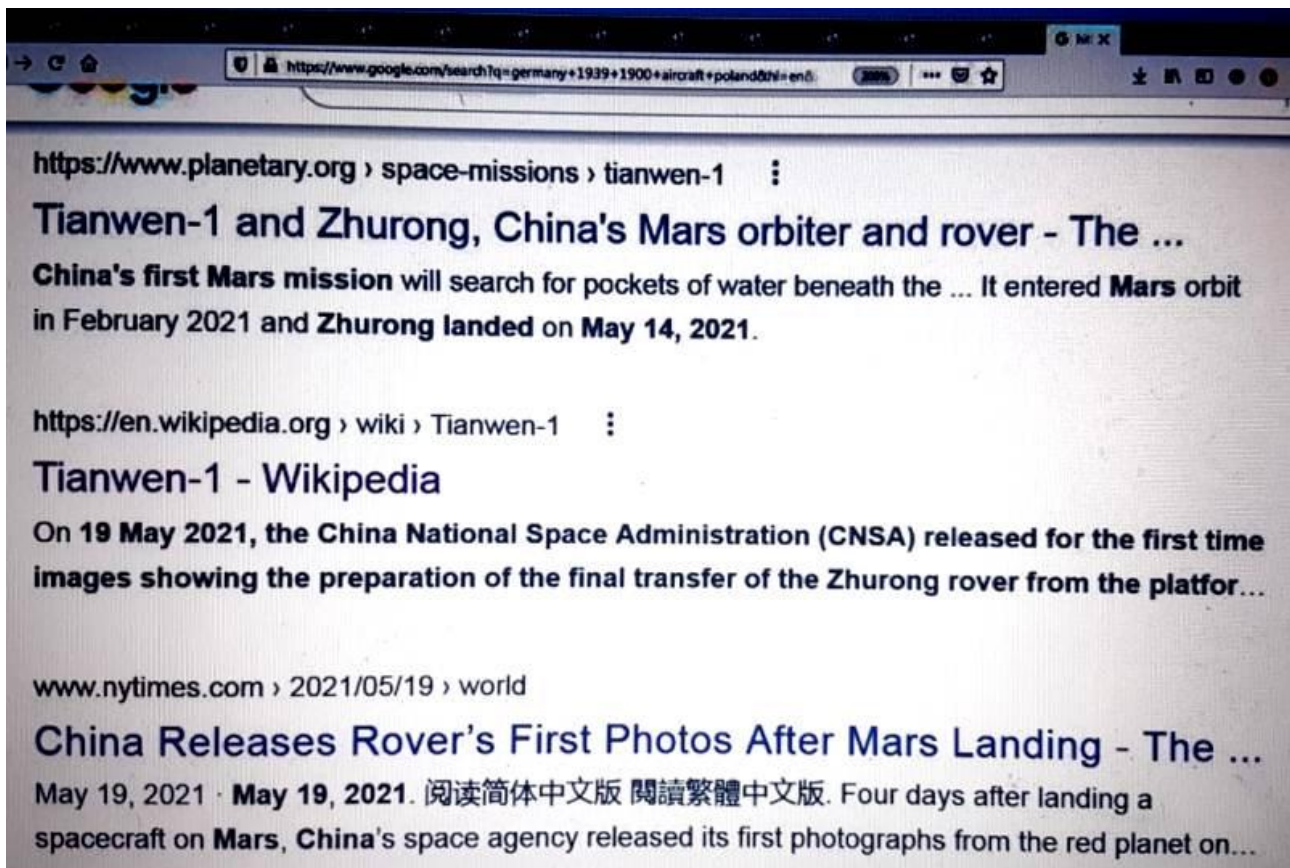 G X
https://www.google.com/search?q=germany+1939+1900+aircraft+poland&hl=en&
Google
https://www.planetary.org › space-missions › tianwen-1
Tianwen-1 and Zhurong, China's Mars orbiter and rover - The ...
China's first Mars mission will search for pockets of water beneath the ... It entered Mars orbit
in February 2021 and Zhurong landed on May 14, 2021.
https://en.wikipedia.org › wiki › Tianwen-1
Tianwen-1 - Wikipedia
On 19 May 2021, the China National Space Administration (CNSA) released for the first time
images showing the preparation of the final transfer of the Zhurong rover from the platfor...
www.nytimes.com › 2021/05/19 › world
China Releases Rover's First Photos After Mars Landing - The ...
May 19, 2021 · May 19, 2021. 阅读简体中文版 閱讀繁體中文版. Four days after landing a
spacecraft on Mars, China's space agency released its first photographs from the red planet on...